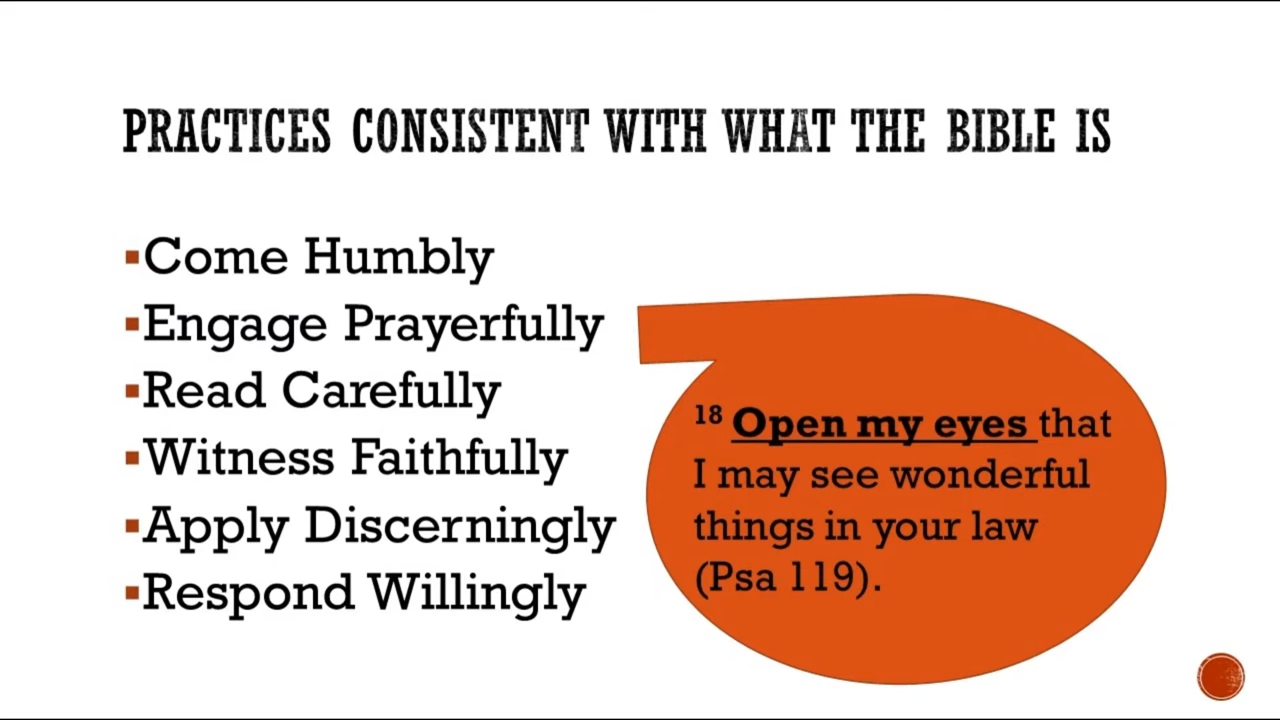 PRACTICES CONSISTENT WITH WHAT THE BIBLE IS
▪Come Humbly
▪Engage Prayerfully
▪Read Carefully
▪Witness Faithfully
▪Apply Discerningly
▪Respond Willingly
18 Open my eyes that
I may see wonderful
things in your law
(Psa 119).